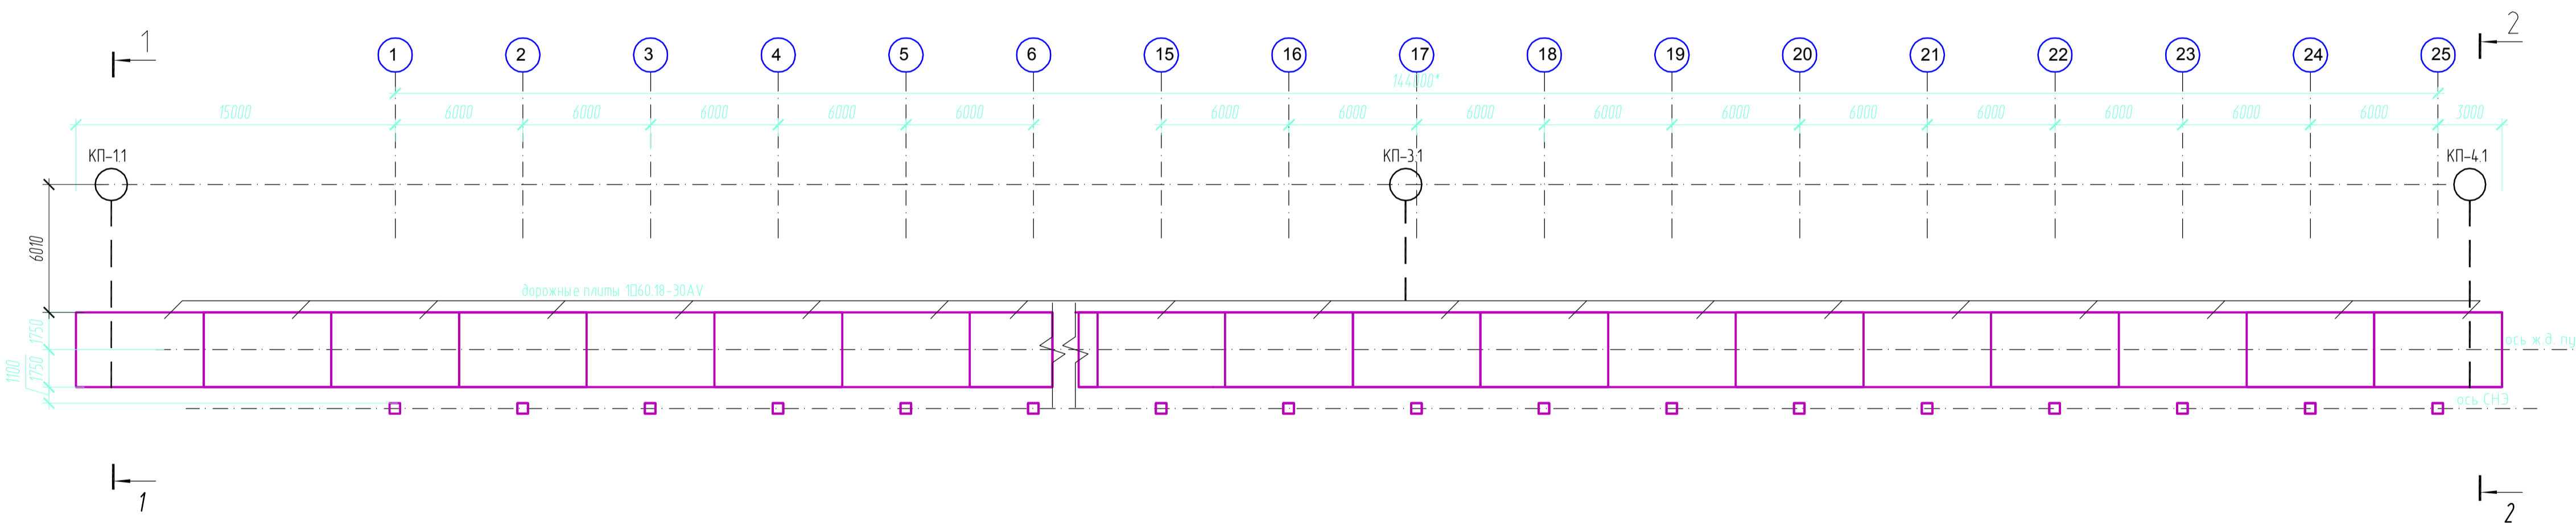 1 2
1 2 3 4 5 6 15 16 17 18 19 20 21 22 23 24 25
144000*
15000 6000 6000 6000 6000 6000 6000 6000 6000 6000 6000 6000 6000 6000 6000 6000 3000
КП-1.1 КП-3.1 КП-4.1
6010
дорожные плиты 1П60.18-30АV
1750
ось ж.д. пу
1750
1100
ось СНЭ
1 2